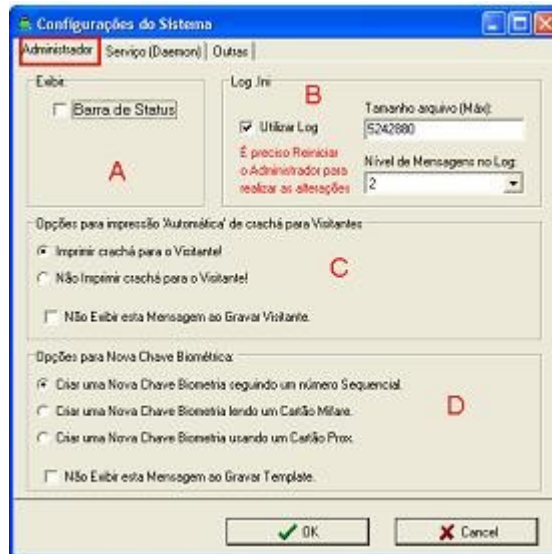 Configurações do Sistema
Administrador
Serviço (Daemon)
Outras
Exibir:
Barra de Status
A
Log .Ini
B
Utilizar Log
É preciso Reiniciar
o Administrador para
realizar as alterações
Tamanho arquivo (Máx):
5242880
Nível de Mensagens no Log:
2
Opções para impressão 'Automática' de crachá para Visitantes
Imprimir crachá para o Visitante!
Não Imprimir crachá para o Visitante!
C
Não Exibir esta Mensagem ao Gravar Visitante.
Opções para Nova Chave Biométrica:
Criar uma Nova Chave Biometria seguindo um número Sequencial.
Criar uma Nova Chave Biometria lendo um Cartão Mifare.
D
Criar uma Nova Chave Biometria usando um Cartão Prox.
Não Exibir esta Mensagem ao Gravar Template.
OK
Cancel